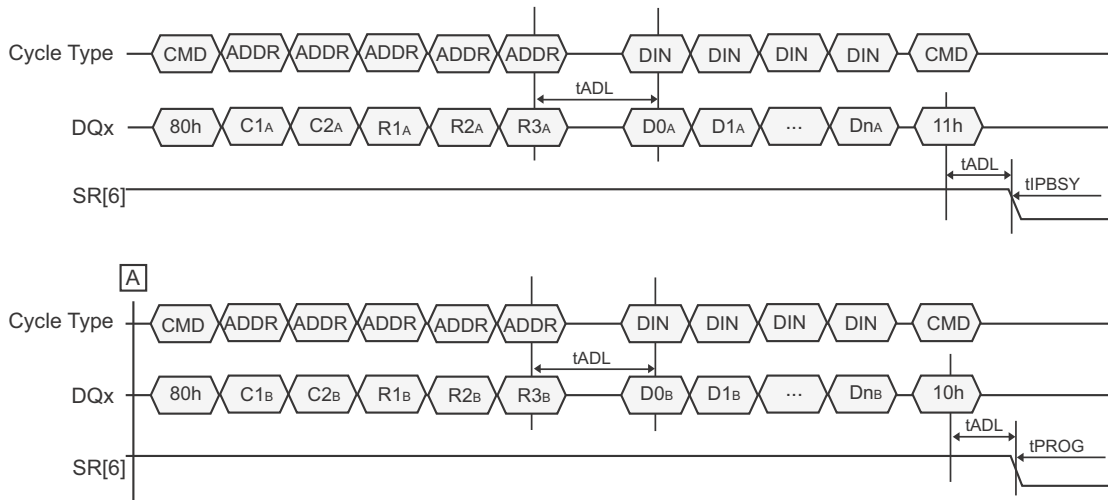 Cycle Type CMD ADDR ADDR ADDR ADDR ADDR DIN DIN DIN DIN CMD
tADL
DQx 80h C1A C2A R1A R2A R3A D0A D1A ... DnA 11h
tADL
SR[6] tIPBSY
A
Cycle Type CMD ADDR ADDR ADDR ADDR ADDR DIN DIN DIN DIN CMD
tADL
DQx 80h C1B C2B R1B R2B R3B D0B D1B ... DnB 10h
tADL
SR[6] tPROG